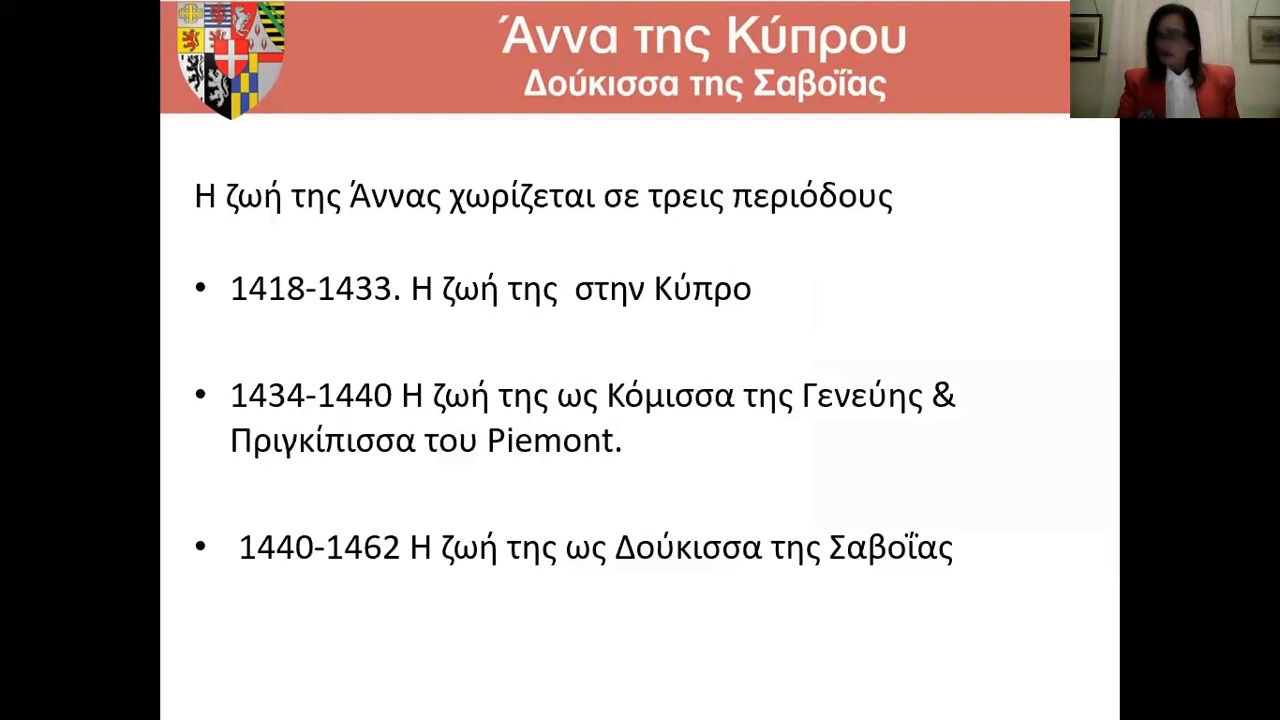 Άννα της Κύπρου
Δούκισσα της Σαβοΐας
Η ζωή της Άννας χωρίζεται σε τρεις περιόδους
• 1418-1433. Η ζωή της στην Κύπρο
• 1434-1440 Η ζωή της ως Κόμισσα της Γενεύης &
Πριγκίπισσα του Piemont.
• 1440-1462 Η ζωή της ως Δούκισσα της Σαβοΐας